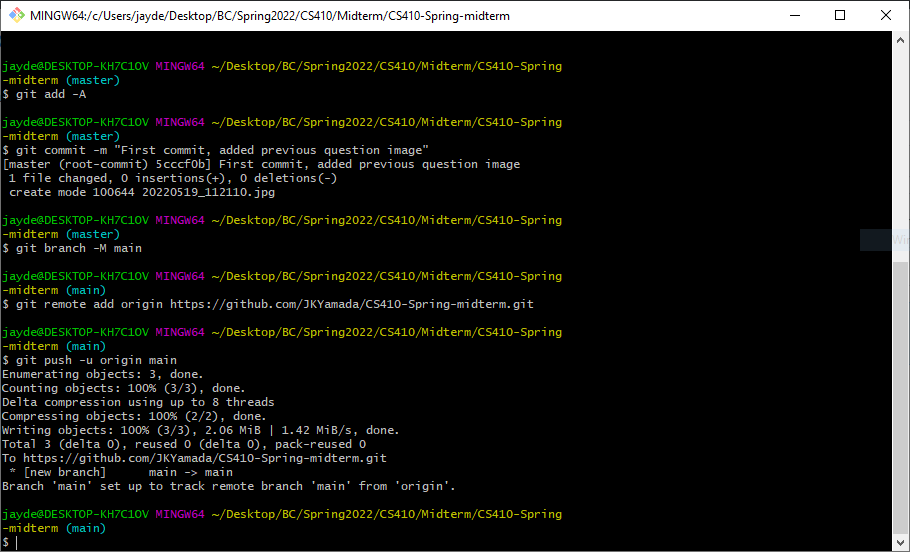 MINGW64:/c/Users/jayde/Desktop/BC/Spring2022/CS410/Midterm/CS410-Spring-midterm
jayde@DESKTOP-KH7C1OV MINGW64 ~/Desktop/BC/Spring2022/CS410/Midterm/CS410-Spring
-midterm (master)
$ git add -A
jayde@DESKTOP-KH7C1OV MINGW64 ~/Desktop/BC/Spring2022/CS410/Midterm/CS410-Spring
-midterm (master)
$ git commit -m "First commit, added previous question image"
[master (root-commit) 5cccf0b] First commit, added previous question image
 1 file changed, 0 insertions(+), 0 deletions(-)
 create mode 100644 20220519_112110.jpg
jayde@DESKTOP-KH7C1OV MINGW64 ~/Desktop/BC/Spring2022/CS410/Midterm/CS410-Spring
-midterm (master)
$ git branch -M main
Win
jayde@DESKTOP-KH7C1OV MINGW64 ~/Desktop/BC/Spring2022/CS410/Midterm/CS410-Spring
-midterm (main)
$ git remote add origin https://github.com/JKYamada/CS410-Spring-midterm.git
jayde@DESKTOP-KH7C1OV MINGW64 ~/Desktop/BC/Spring2022/CS410/Midterm/CS410-Spring
-midterm (main)
$ git push -u origin main
Enumerating objects: 3, done.
Counting objects: 100% (3/3), done.
Delta compression using up to 8 threads
Compressing objects: 100% (2/2), done.
Writing objects: 100% (3/3), 2.06 MiB | 1.42 MiB/s, done.
Total 3 (delta 0), reused 0 (delta 0), pack-reused 0
To https://github.com/JKYamada/CS410-Spring-midterm.git
 * [new branch]      main -> main
Branch 'main' set up to track remote branch 'main' from 'origin'.
jayde@DESKTOP-KH7C1OV MINGW64 ~/Desktop/BC/Spring2022/CS410/Midterm/CS410-Spring
-midterm (main)
$